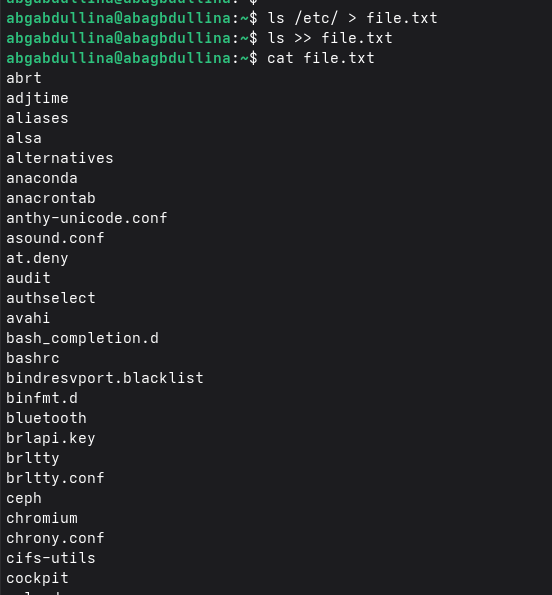 abgabdullina@abagbdullina:~$
abgabdullina@abagbdullina:~$ ls /etc/ > file.txt
abgabdullina@abagbdullina:~$ ls >> file.txt
abgabdullina@abagbdullina:~$ cat file.txt
abrt
adjtime
aliases
alsa
alternatives
anaconda
anacrontab
anthy-unicode.conf
asound.conf
at.deny
audit
authselect
avahi
bash_completion.d
bashrc
bindresvport.blacklist
binfmt.d
bluetooth
brlapi.key
brltty
brltty.conf
ceph
chromium
chrony.conf
cifs-utils
cockpit